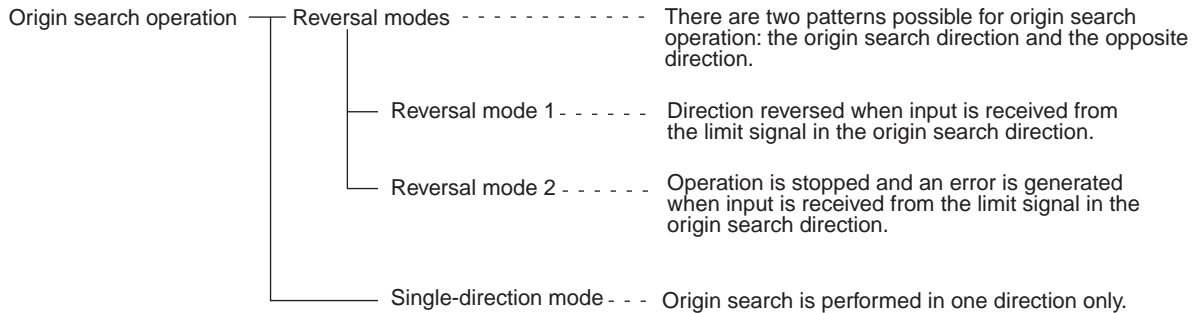 Origin search operation Reversal modes There are two patterns possible for origin search
operation: the origin search direction and the opposite
direction.
Reversal mode 1 Direction reversed when input is received from
the limit signal in the origin search direction.
Reversal mode 2 Operation is stopped and an error is generated
when input is received from the limit signal in the
origin search direction.
Single-direction mode Origin search is performed in one direction only.